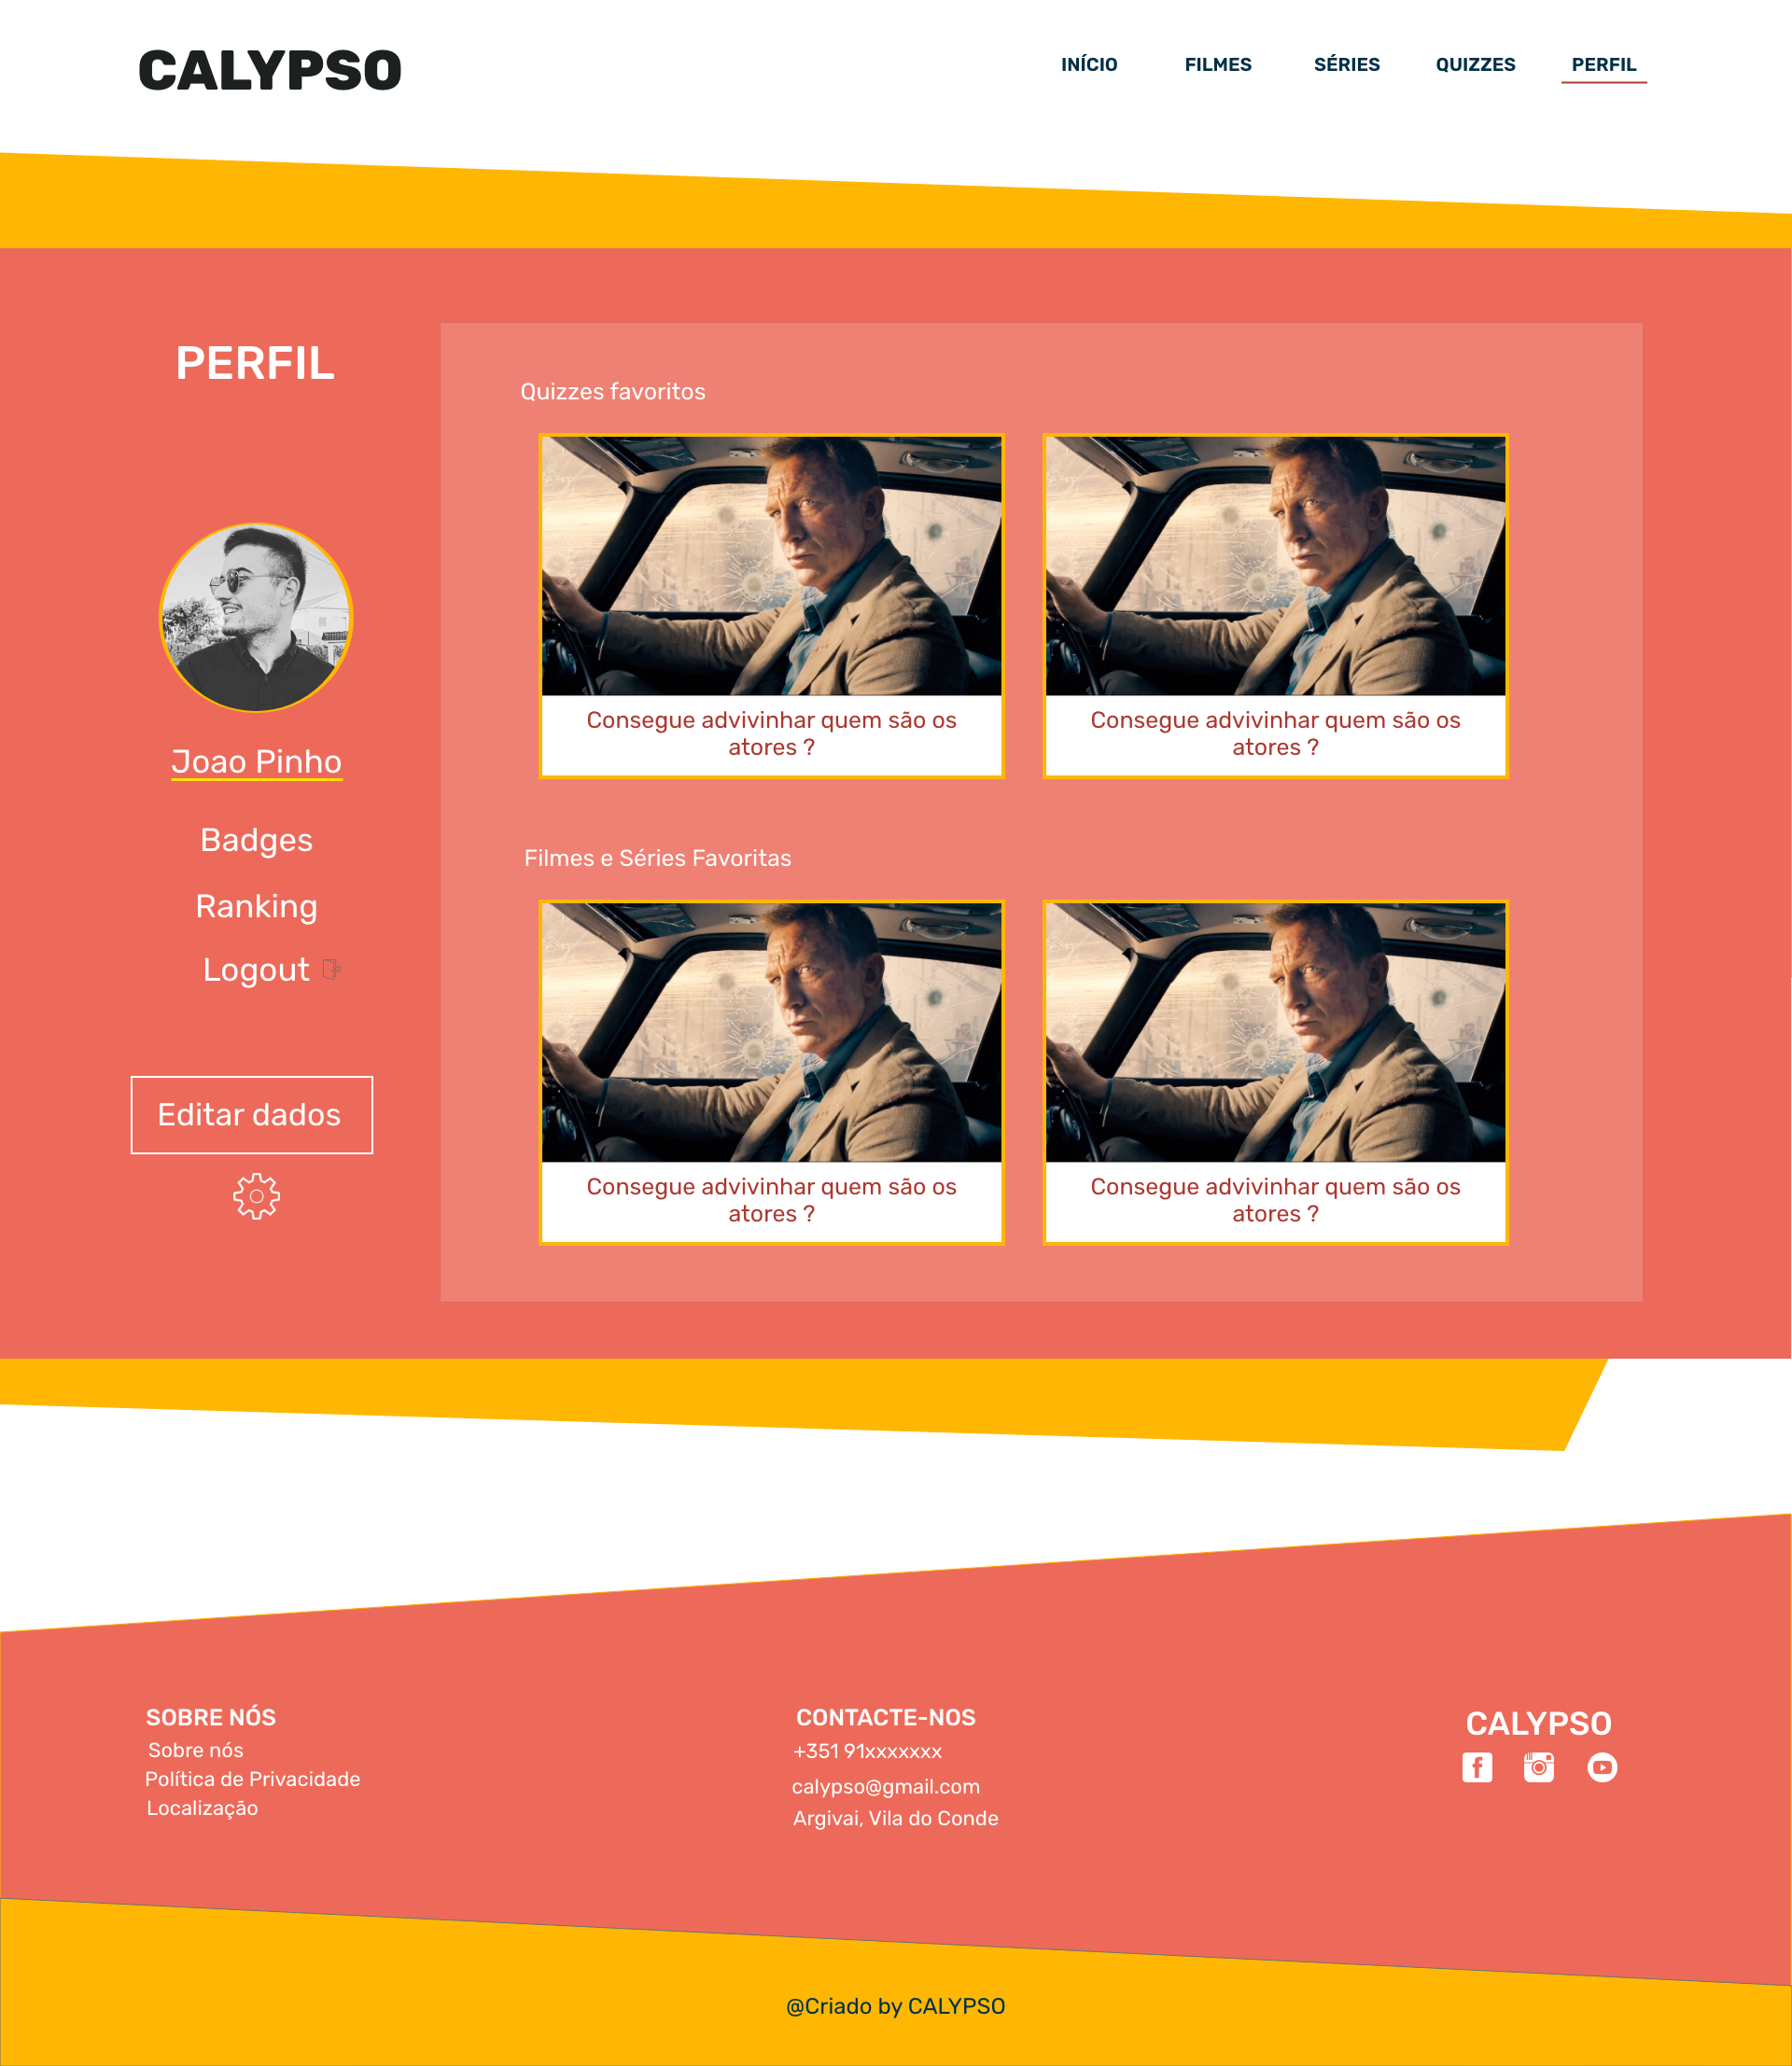 CALYPSO
INÍCIO FILMES SÉRIES QUIZZES PERFIL
PERFIL
Joao Pinho
Badges
Ranking
Logout
Editar dados
Quizzes favoritos
Consegue advivinhar quem são os
atores ?
Consegue advivinhar quem são os
atores ?
Filmes e Séries Favoritas
Consegue advivinhar quem são os
atores ?
Consegue advivinhar quem são os
atores ?
SOBRE NÓS
Sobre nós
Política de Privacidade
Localização
CONTACTE-NOS
+351 91xxxxxxx
calypso@gmail.com
Argivai, Vila do Conde
CALYPSO
@Criado by CALYPSO